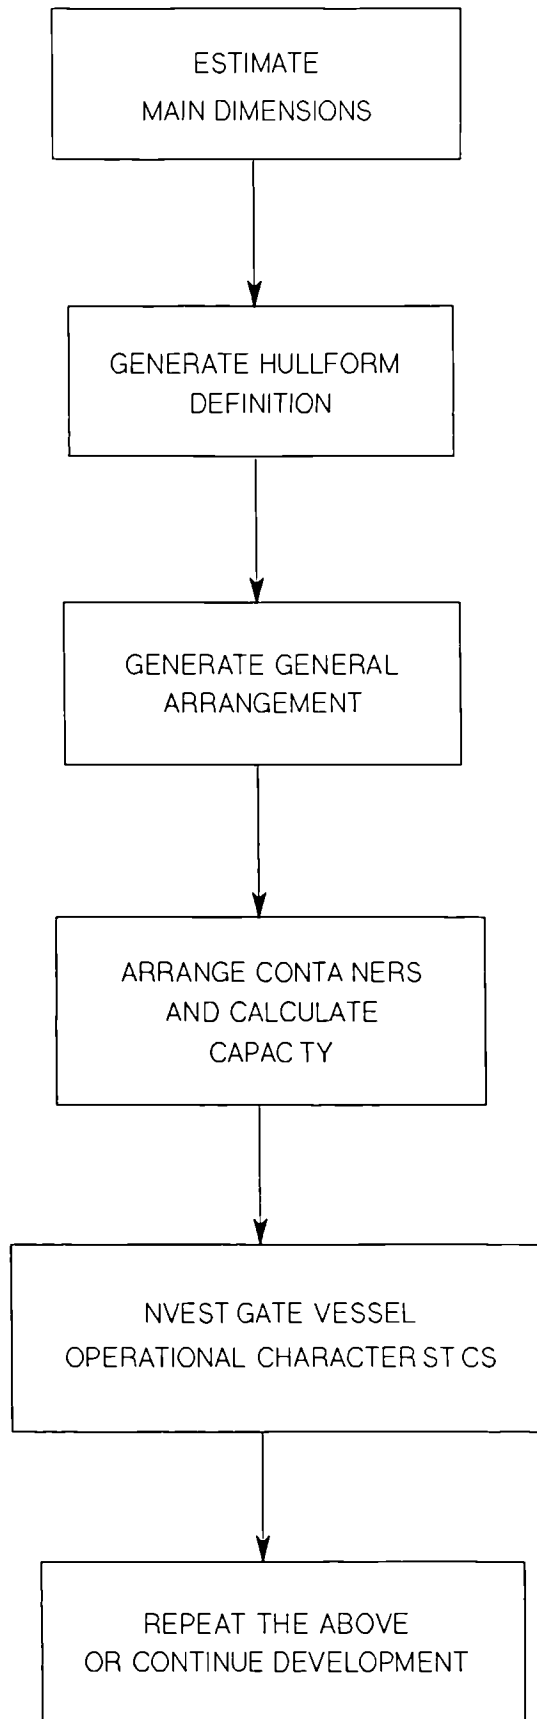 ESTIMATE
MAIN DIMENSIONS
GENERATE HULLFORM
DEFINITION
GENERATE GENERAL
ARRANGEMENT
ARRANGE CONTA NERS
AND CALCULATE
CAPAC TY
NVEST GATE VESSEL
OPERATIONAL CHARACTER ST CS
REPEAT THE ABOVE
OR CONTINUE DEVELOPMENT